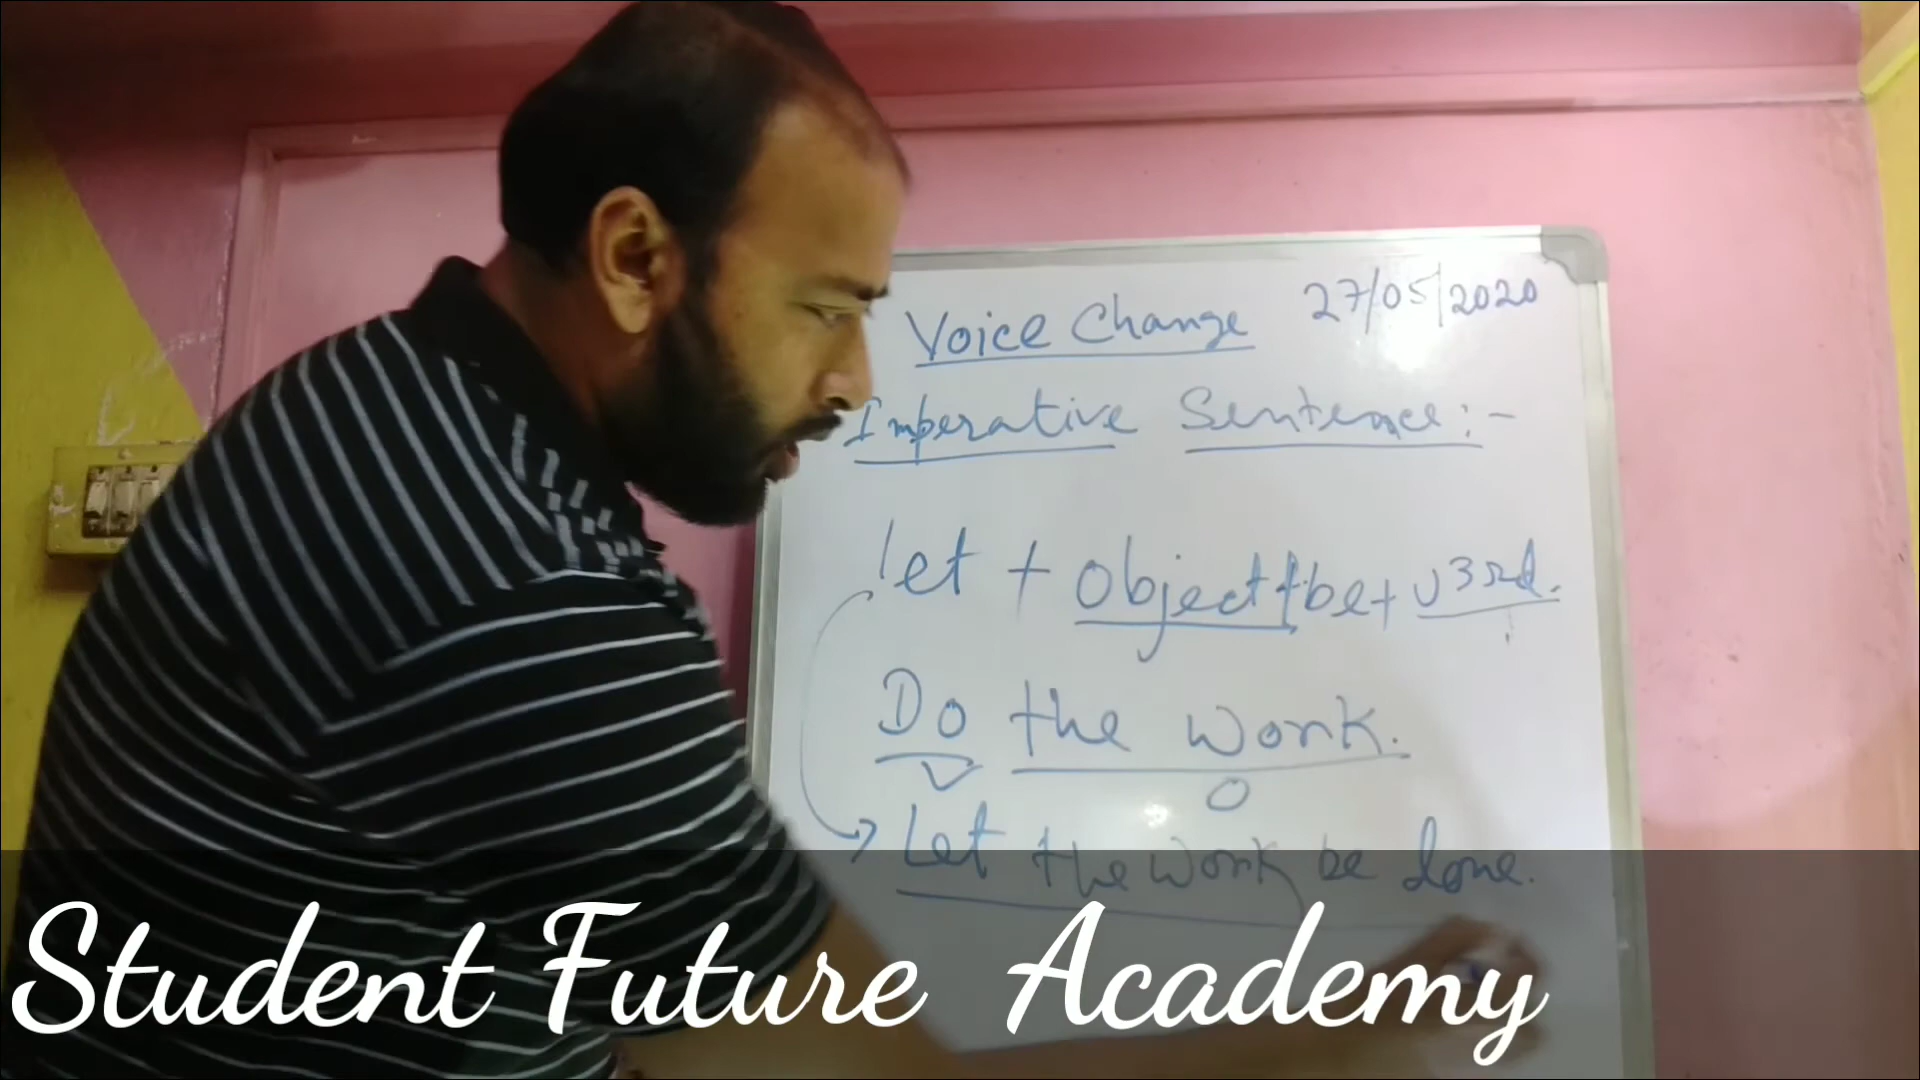 Voice Change 27/05/2020
Imperative Sentence:-
let + object + be + v3rd.
Do the work.
V O
Let the work be done.
Student Future Academy